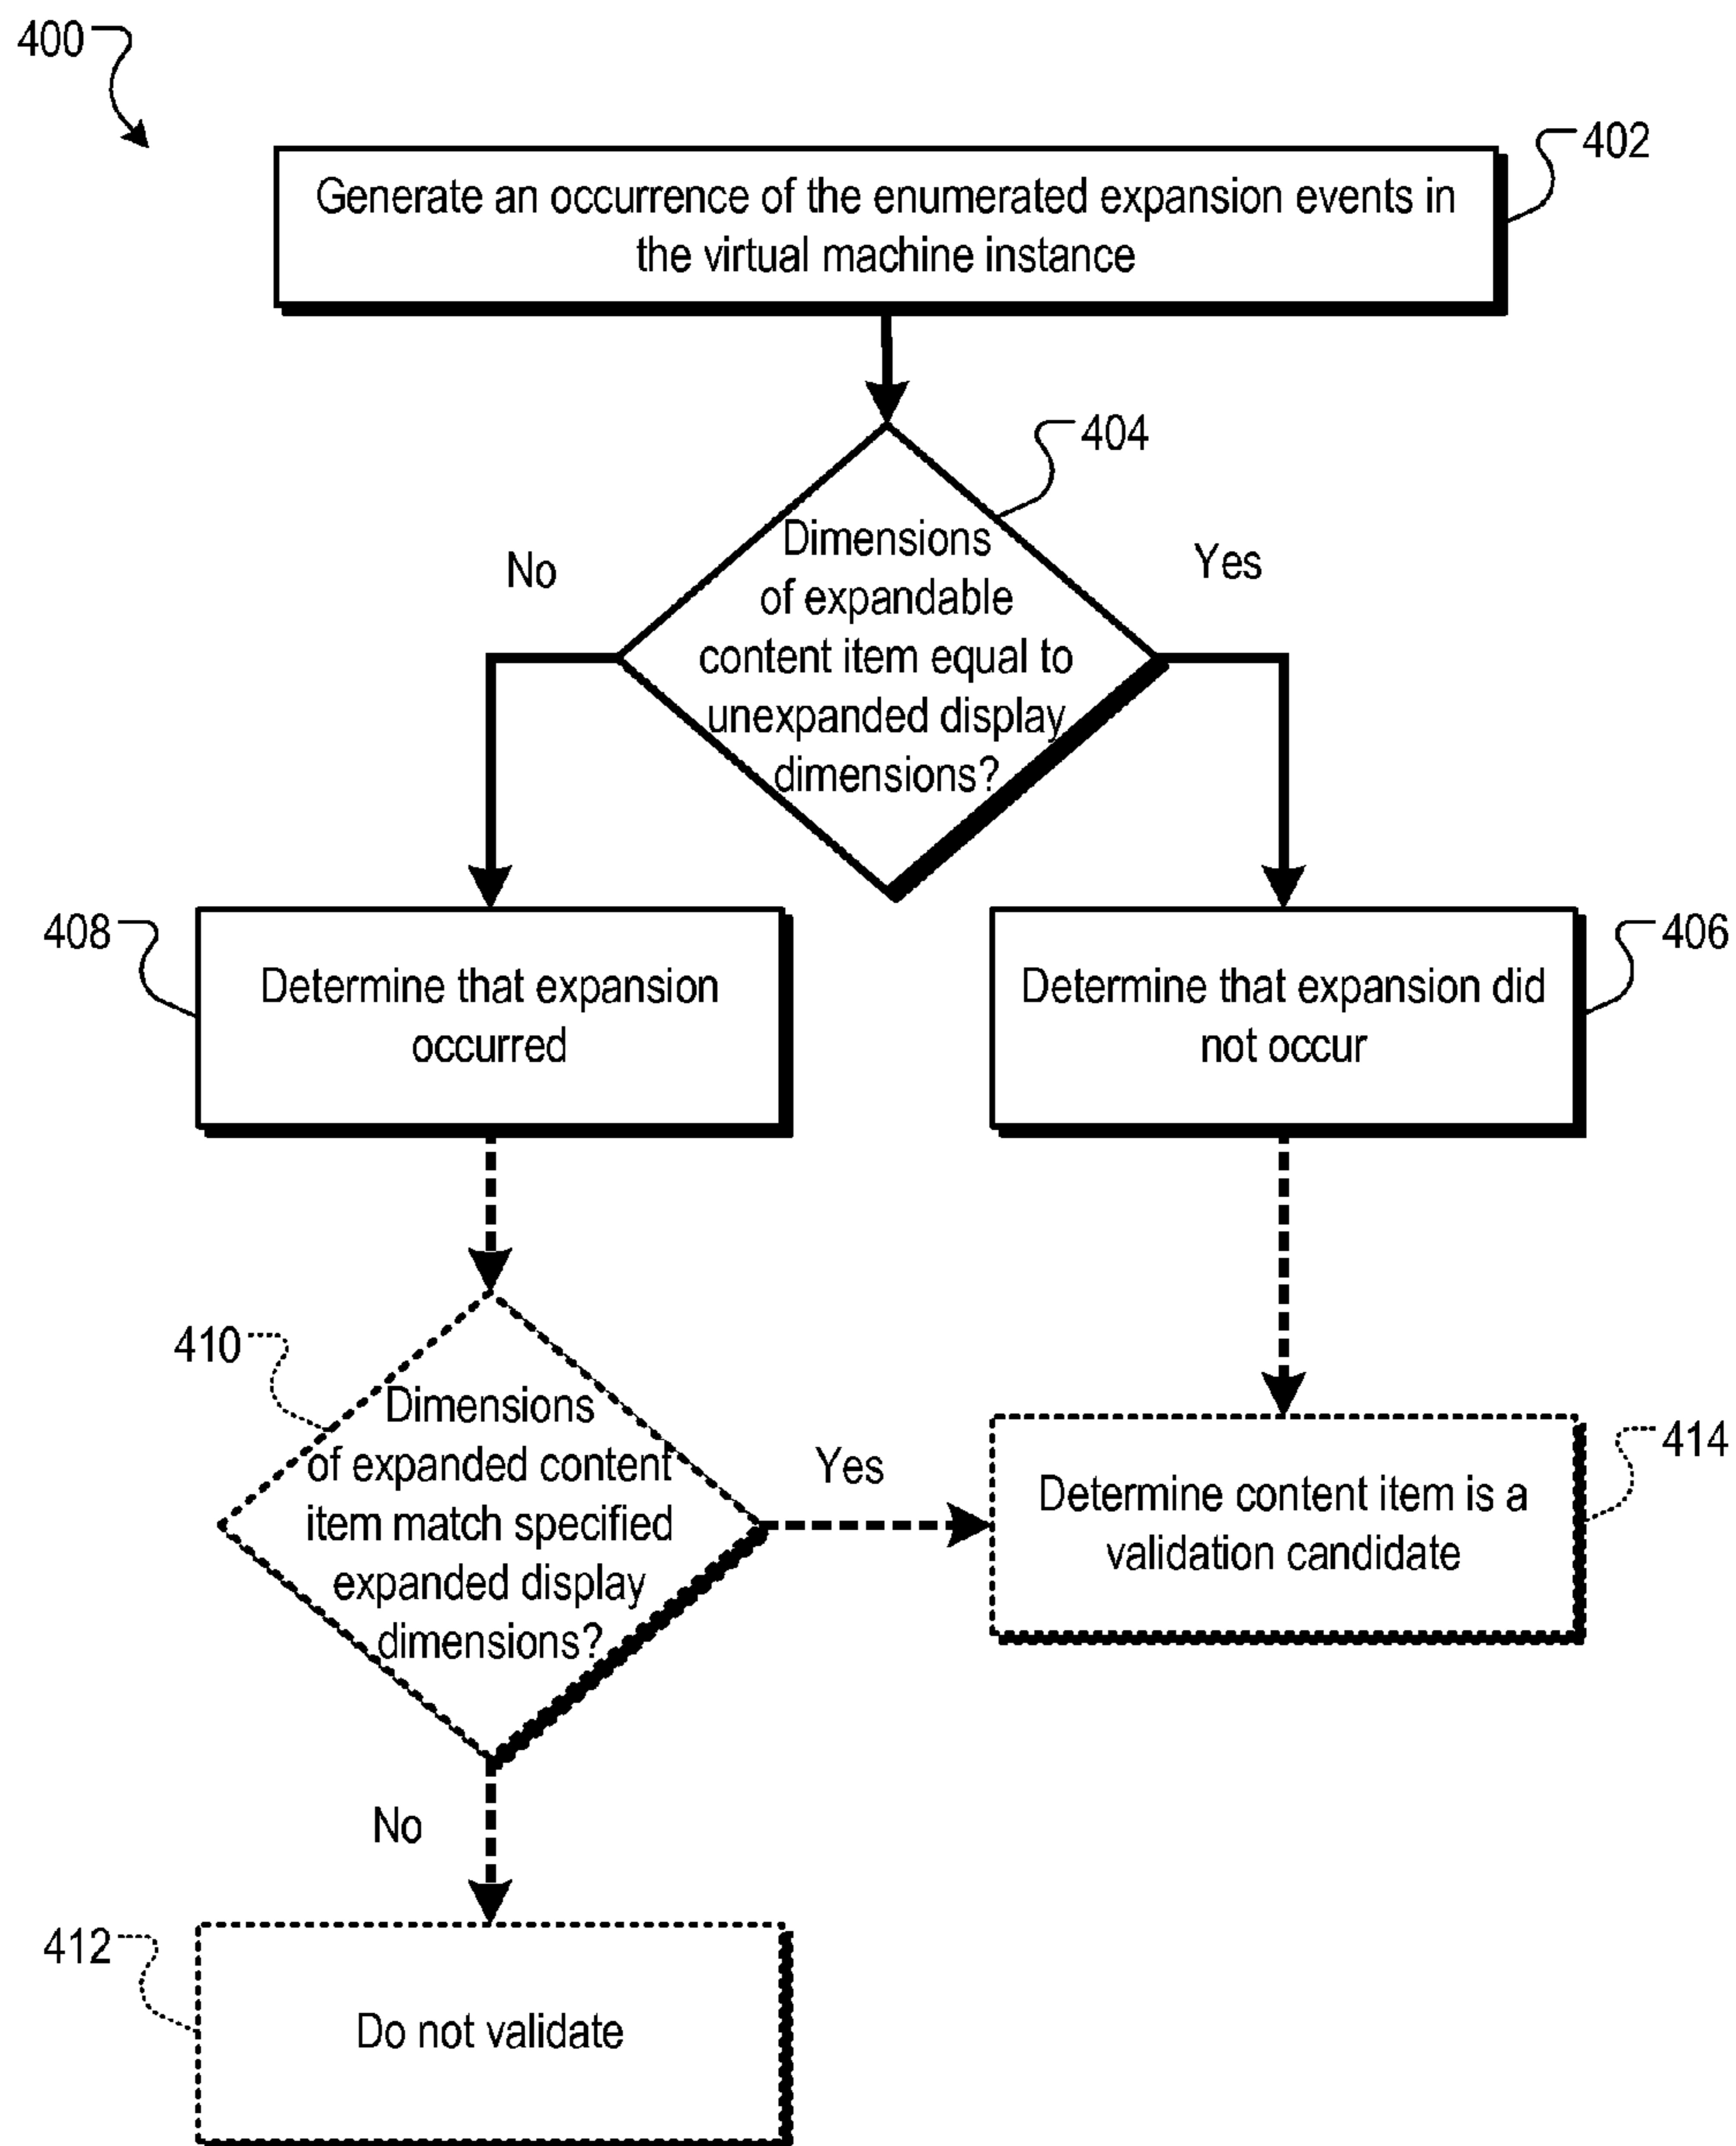 400
402
Generate an occurrence of the enumerated expansion events in
the virtual machine instance
404
Dimensions
of expandable
content item equal to
unexpanded display
dimensions?
No
Yes
408
Determine that expansion
occurred
406
Determine that expansion did
not occur
410
Dimensions
of expanded content
item match specified
expanded display
dimensions?
Yes
414
Determine content item is a
validation candidate
No
412
Do not validate